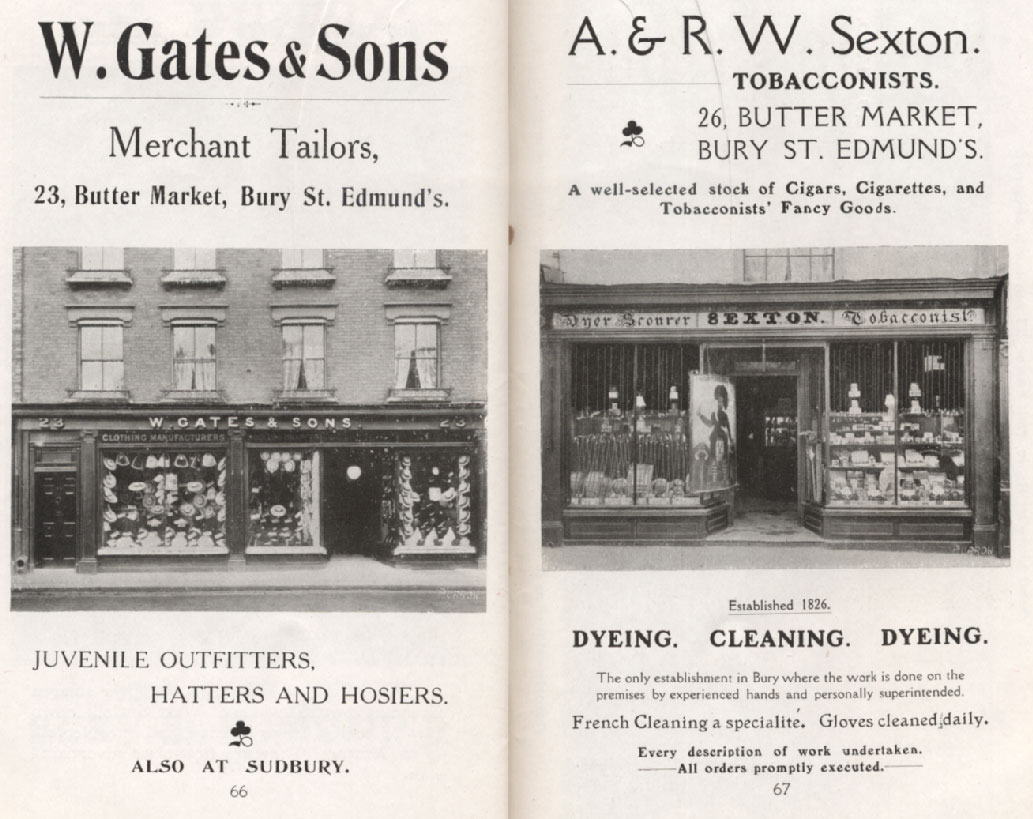 W. Gates & Sons
Merchant Tailors,
23, Butter Market, Bury St. Edmund's.
23 W. GATES & SONS. 23
CLOTHING MANUFACTURERS
JUVENILE OUTFITTERS,
HATTERS AND HOSIERS.
ALSO AT SUDBURY.
66
A. & R. W. Sexton.
TOBACCONISTS.
26, BUTTER MARKET,
BURY ST. EDMUND'S.
A well-selected stock of Cigars, Cigarettes, and
Tobacconists' Fancy Goods.
Dyer Scourer SEXTON. Tobacconist
Established 1826.
DYEING. CLEANING. DYEING.
The only establishment in Bury where the work is done on the
premises by experienced hands and personally superintended.
French Cleaning a specialité. Gloves cleaned daily.
Every description of work undertaken.
All orders promptly executed.
67